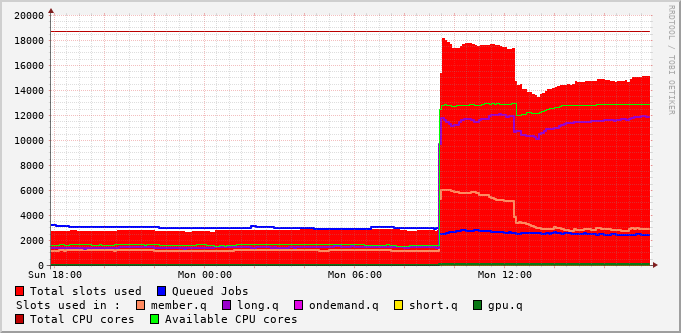 20000
18000
16000
14000
12000
10000
8000
6000
4000
2000
0
Sun 18:00 Mon 00:00 Mon 06:00 Mon 12:00
RRDTOOL / TOBI OETIKER
Total slots used Queued Jobs
Slots used in : member.q long.q ondemand.q short.q gpu.q
Total CPU cores Available CPU cores